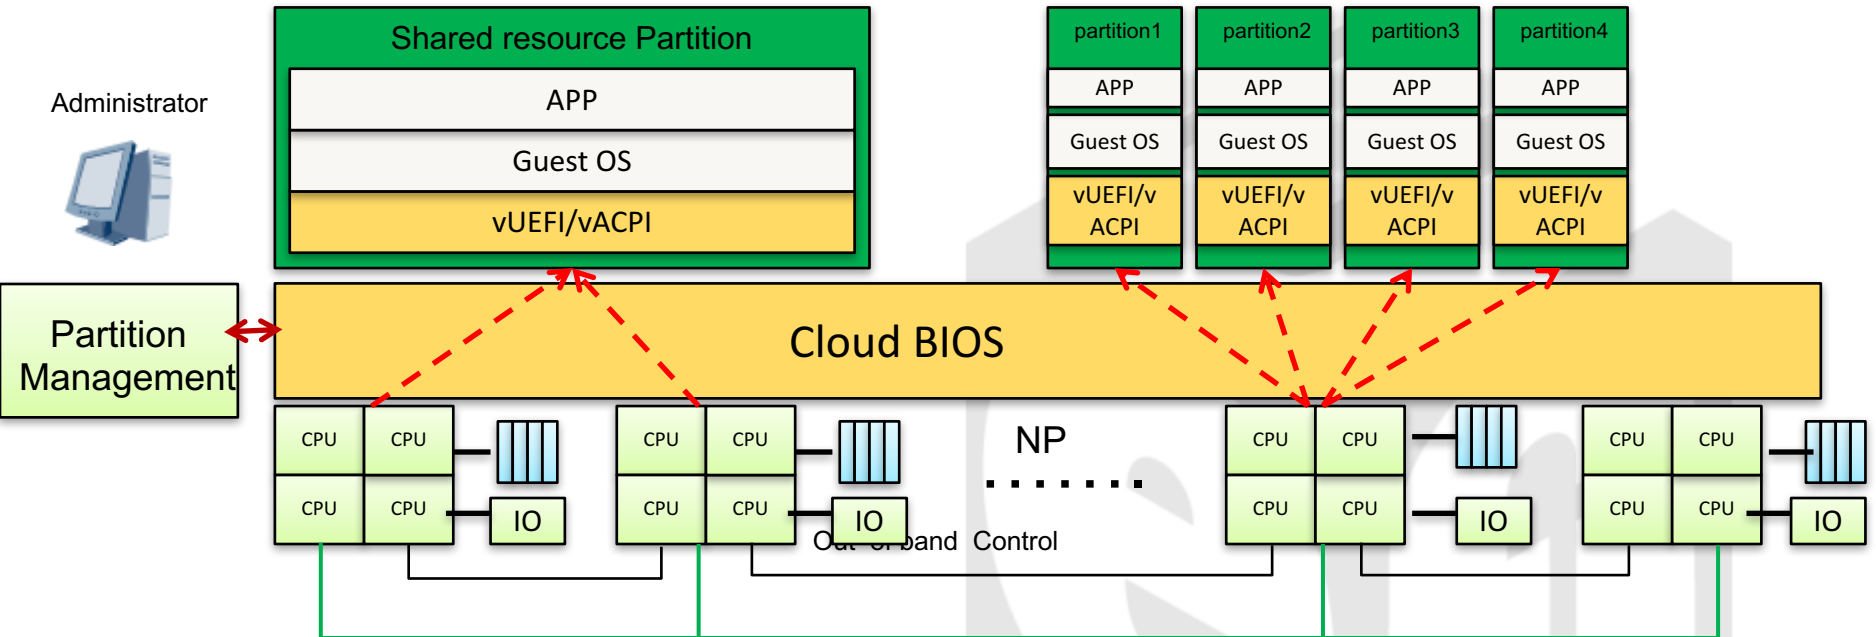 Shared resource Partition
APP
Guest OS
vUEFI/vACPI
partition1
APP
Guest OS
vUEFI/v
ACPI
partition2
APP
Guest OS
vUEFI/v
ACPI
partition3
APP
Guest OS
vUEFI/v
ACPI
partition4
APP
Guest OS
vUEFI/v
ACPI
Administrator
Partition
Management
Cloud BIOS
CPU CPU
CPU CPU
IO
CPU CPU
CPU CPU
IO
NP
.......
CPU CPU
CPU CPU
IO
CPU CPU
CPU CPU
IO
Out of band Control